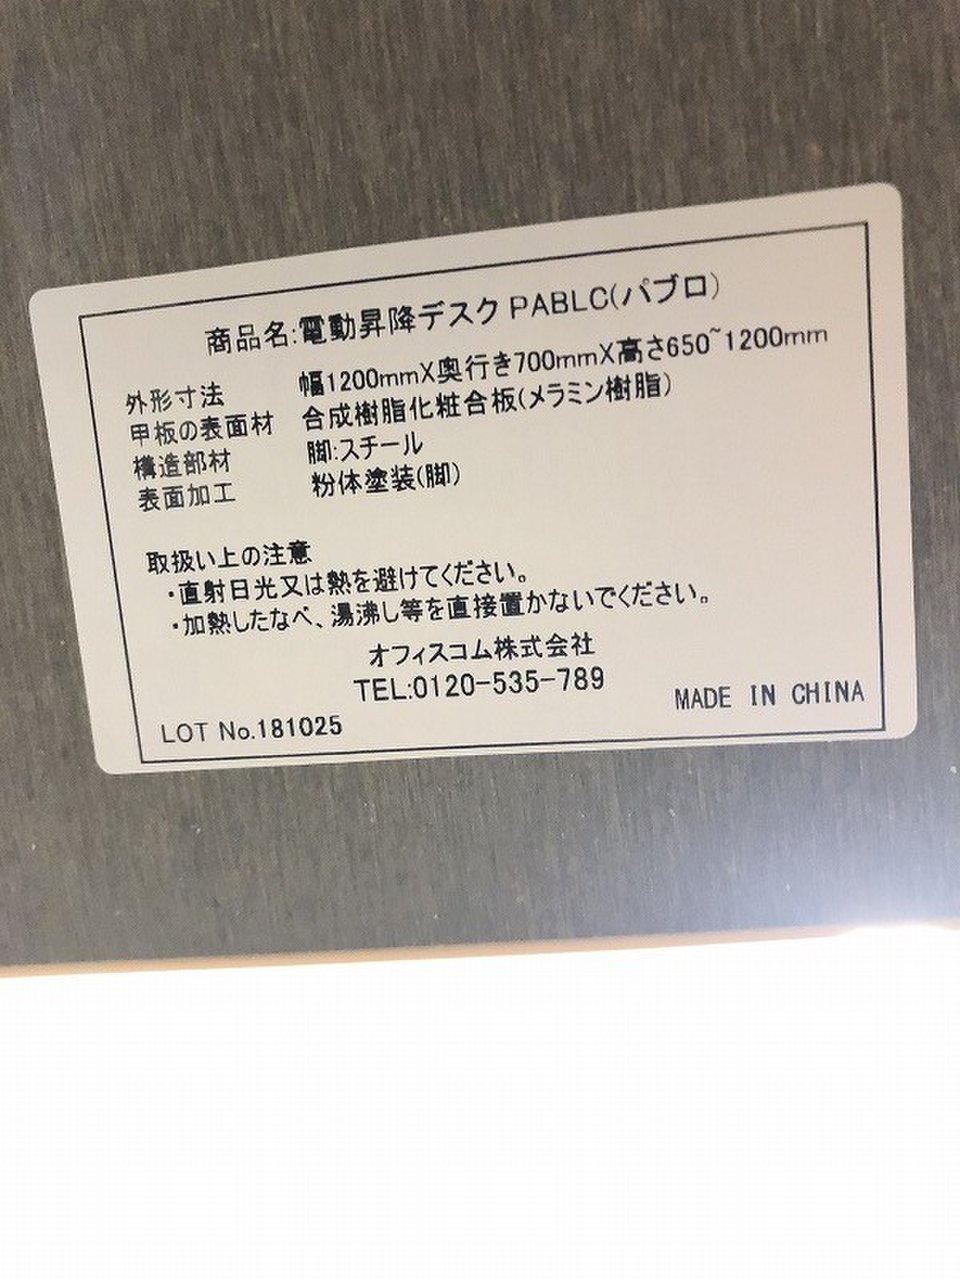 商品名:電動昇降デスク PABLC(パブロ)
外形寸法 幅1200mmX奥行き700mmX高さ650~1200mm
甲板の表面材 合成樹脂化粧合板(メラミン樹脂)
構造部材 脚:スチール
表面加工 粉体塗装(脚)
取扱い上の注意
・直射日光又は熱を避けてください。
・加熱したなべ、湯沸し等を直接置かないでください。
オフィスコム株式会社
TEL:0120-535-789
MADE IN CHINA
LOT No.181025